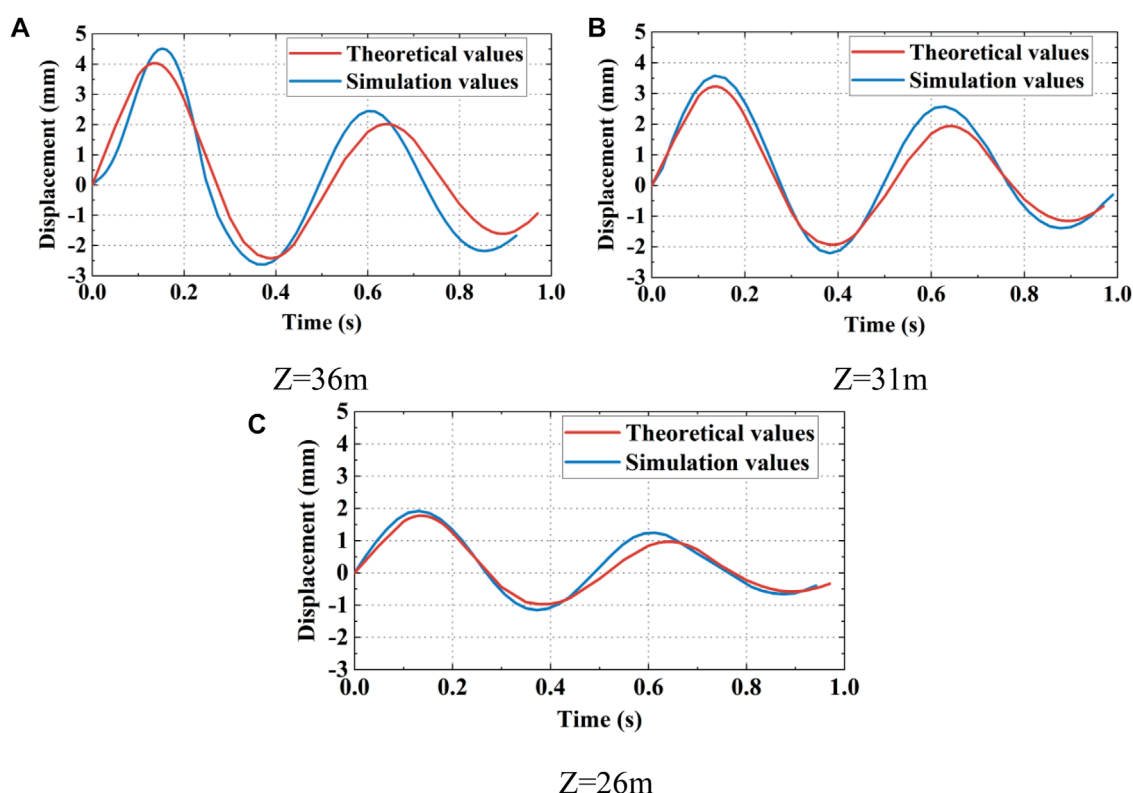 A
Displacement (mm)
5
4
3
2
1
0
-1
-2
-3
Theoretical values
Simulation values
0.0 0.2 0.4 0.6 0.8 1.0
Time (s)
Z=36m
B
Displacement (mm)
5
4
3
2
1
0
-1
-2
-3
Theoretical values
Simulation values
0.0 0.2 0.4 0.6 0.8 1.0
Time (s)
Z=31m
C
Displacement (mm)
5
4
3
2
1
0
-1
-2
-3
Theoretical values
Simulation values
0.0 0.2 0.4 0.6 0.8 1.0
Time (s)
Z=26m